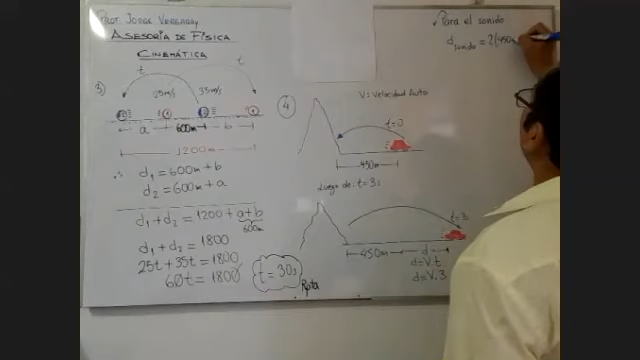 Prof. Jorge Vergaray
ASESORÍA DE FÍSICA
CINEMÁTICA
3)
t
t
25m/s
35m/s
a
600m
b
1200m
d1 = 600m + b
d2 = 600m + a
d1 + d2 = 1200 + a + b
600m
d1 + d2 = 1800
25t + 35t = 1800
60t = 1800
t = 30s
Rpta
4
V = Velocidad Auto
t=0
450m
Luego de: t = 3s
t=3
450m
d
d = V.t
d = V.3
Para el sonido
dsonido = 2(450m